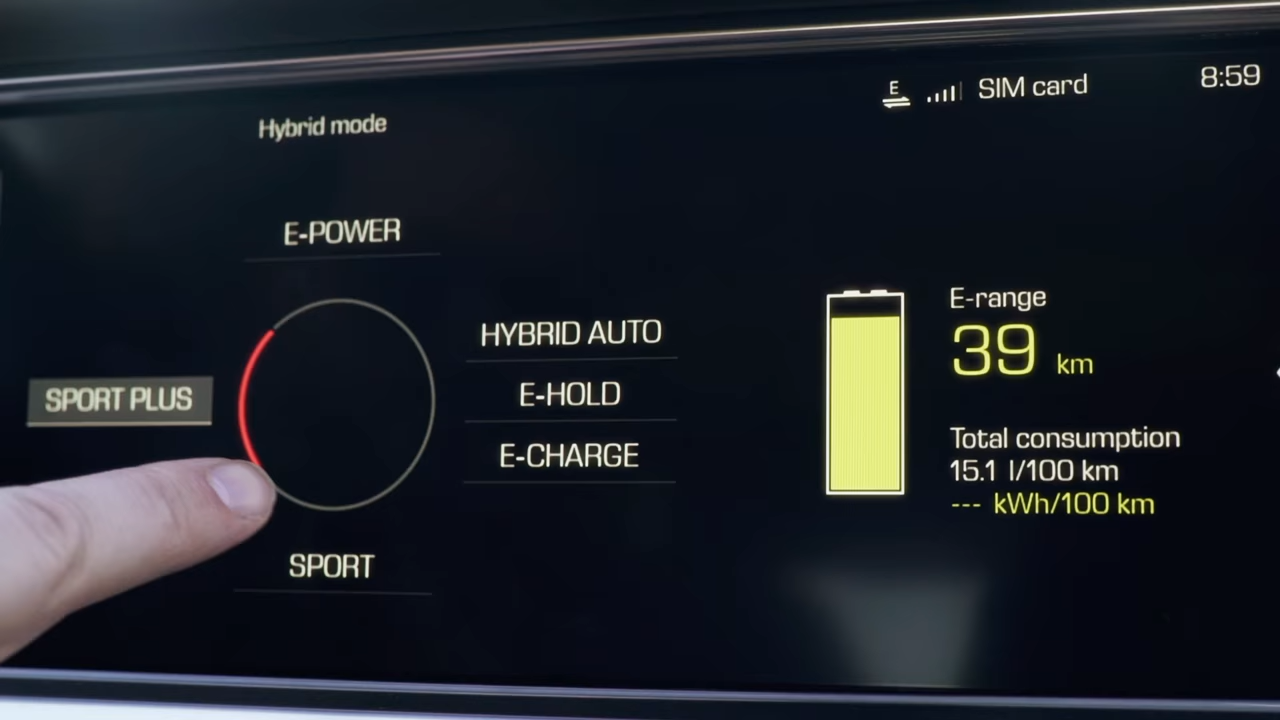 E SIM card 8:59
Hybrid mode
E-POWER
HYBRID AUTO
E-HOLD
E-CHARGE
SPORT PLUS
SPORT
E-range
39 km
Total consumption
15.1 l/100 km
--- kWh/100 km